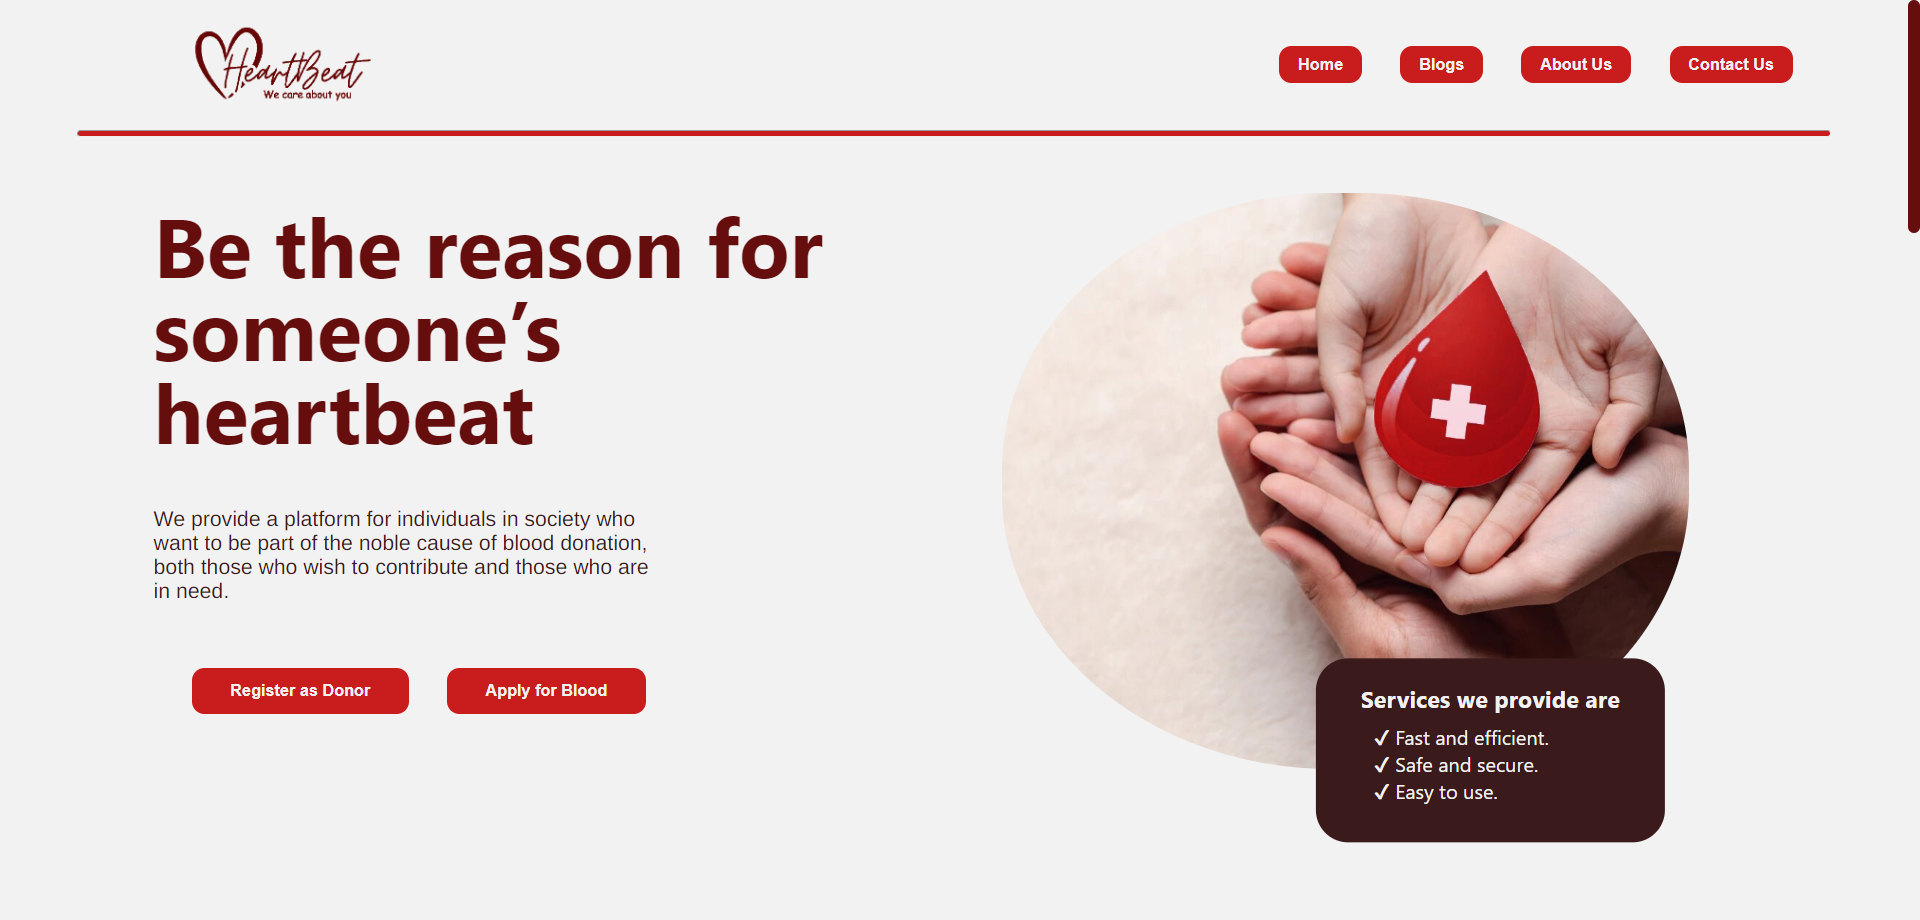 HeartBeat
We care about you
Home
Blogs
About Us
Contact Us
Be the reason for
someone’s
heartbeat
We provide a platform for individuals in society who
want to be part of the noble cause of blood donation,
both those who wish to contribute and those who are
in need.
Register as Donor
Apply for Blood
Services we provide are
✓ Fast and efficient.
✓ Safe and secure.
✓ Easy to use.